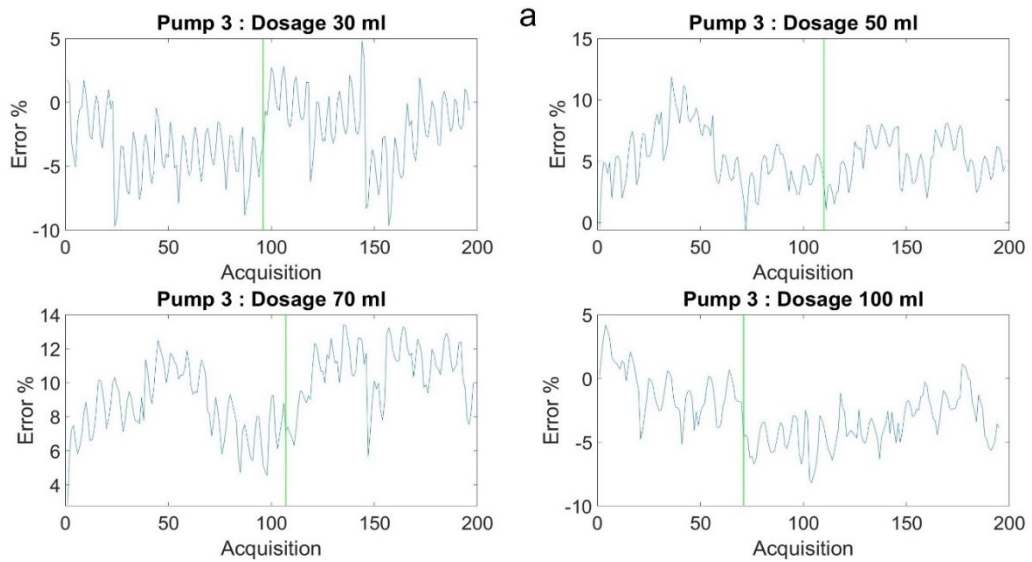 a
Pump 3 : Dosage 30 ml
Error %
5
0
-5
-10
0 50 100 150 200
Acquisition
Pump 3 : Dosage 50 ml
Error %
15
10
5
0
0 50 100 150 200
Acquisition
Pump 3 : Dosage 70 ml
Error %
14
12
10
8
6
4
0 50 100 150 200
Acquisition
Pump 3 : Dosage 100 ml
Error %
5
0
-5
-10
0 50 100 150 200
Acquisition